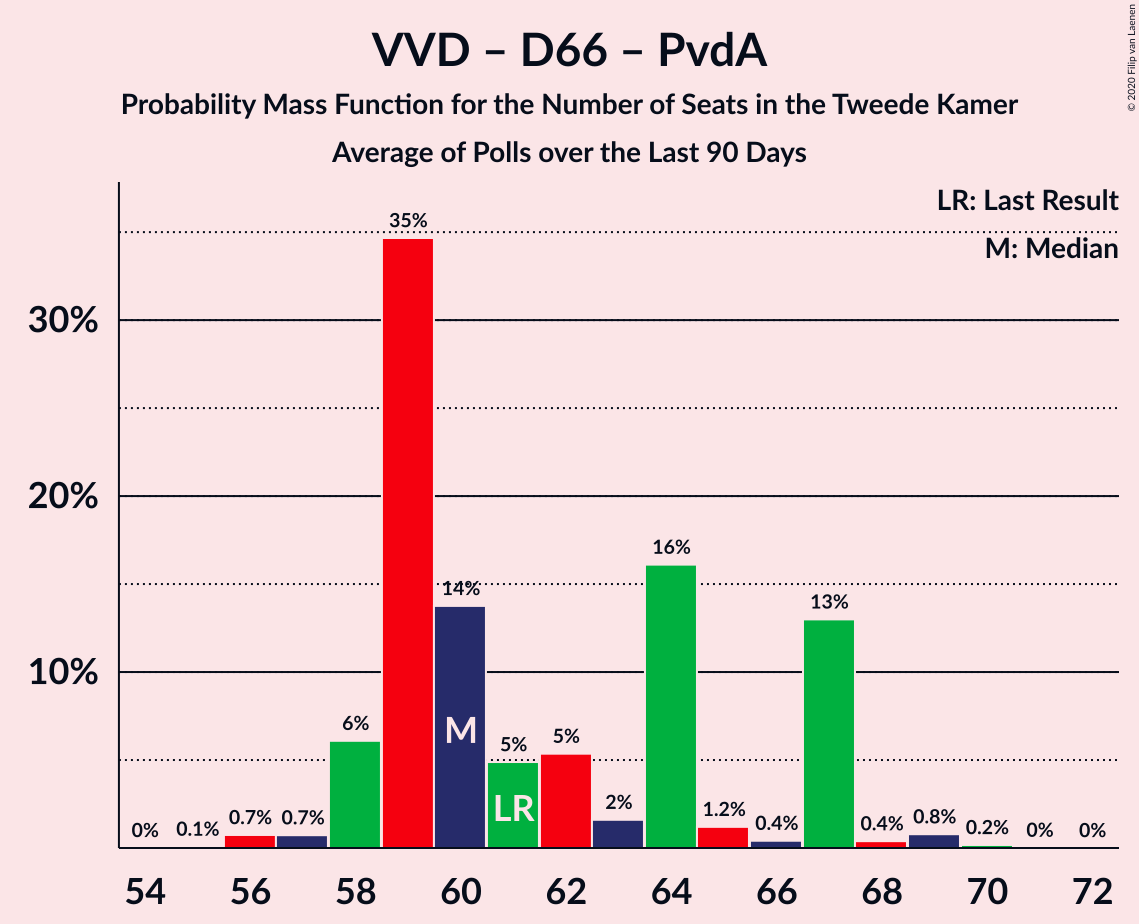 VVD – D66 – PvdA
Probability Mass Function for the Number of Seats in the Tweede Kamer
Average of Polls over the Last 90 Days
© 2020 Filip van Laenen
LR: Last Result
M: Median
30%
20%
10%
0%
0.1%
0.7%
0.7%
6%
35%
14%
5%
5%
2%
16%
1.2%
0.4%
13%
0.4%
0.8%
0.2%
0%
0%
M
LR
54 56 58 60 62 64 66 68 70 72